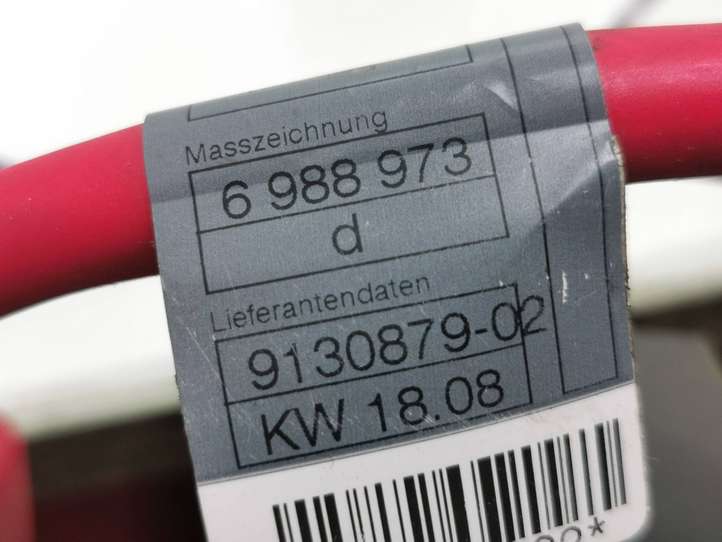 Masszeichnung
6 988 973
d
Lieferantendaten
9130879-02
KW 18.08